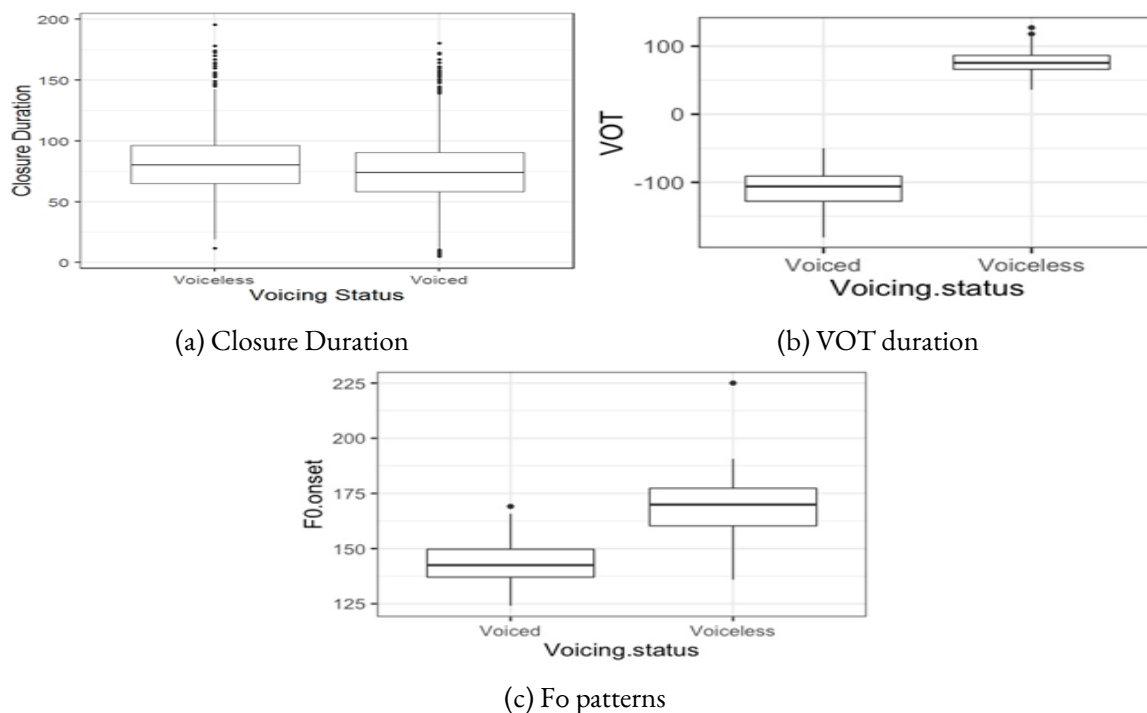 200
150
100
50
0
Closure Duration
Voiceless
Voiced
Voicing Status
(a) Closure Duration
100
0
-100
VOT
Voiced
Voiceless
Voicing.status
(b) VOT duration
225
200
175
150
125
F0.onset
Voiced
Voiceless
Voicing.status
(c) Fo patterns